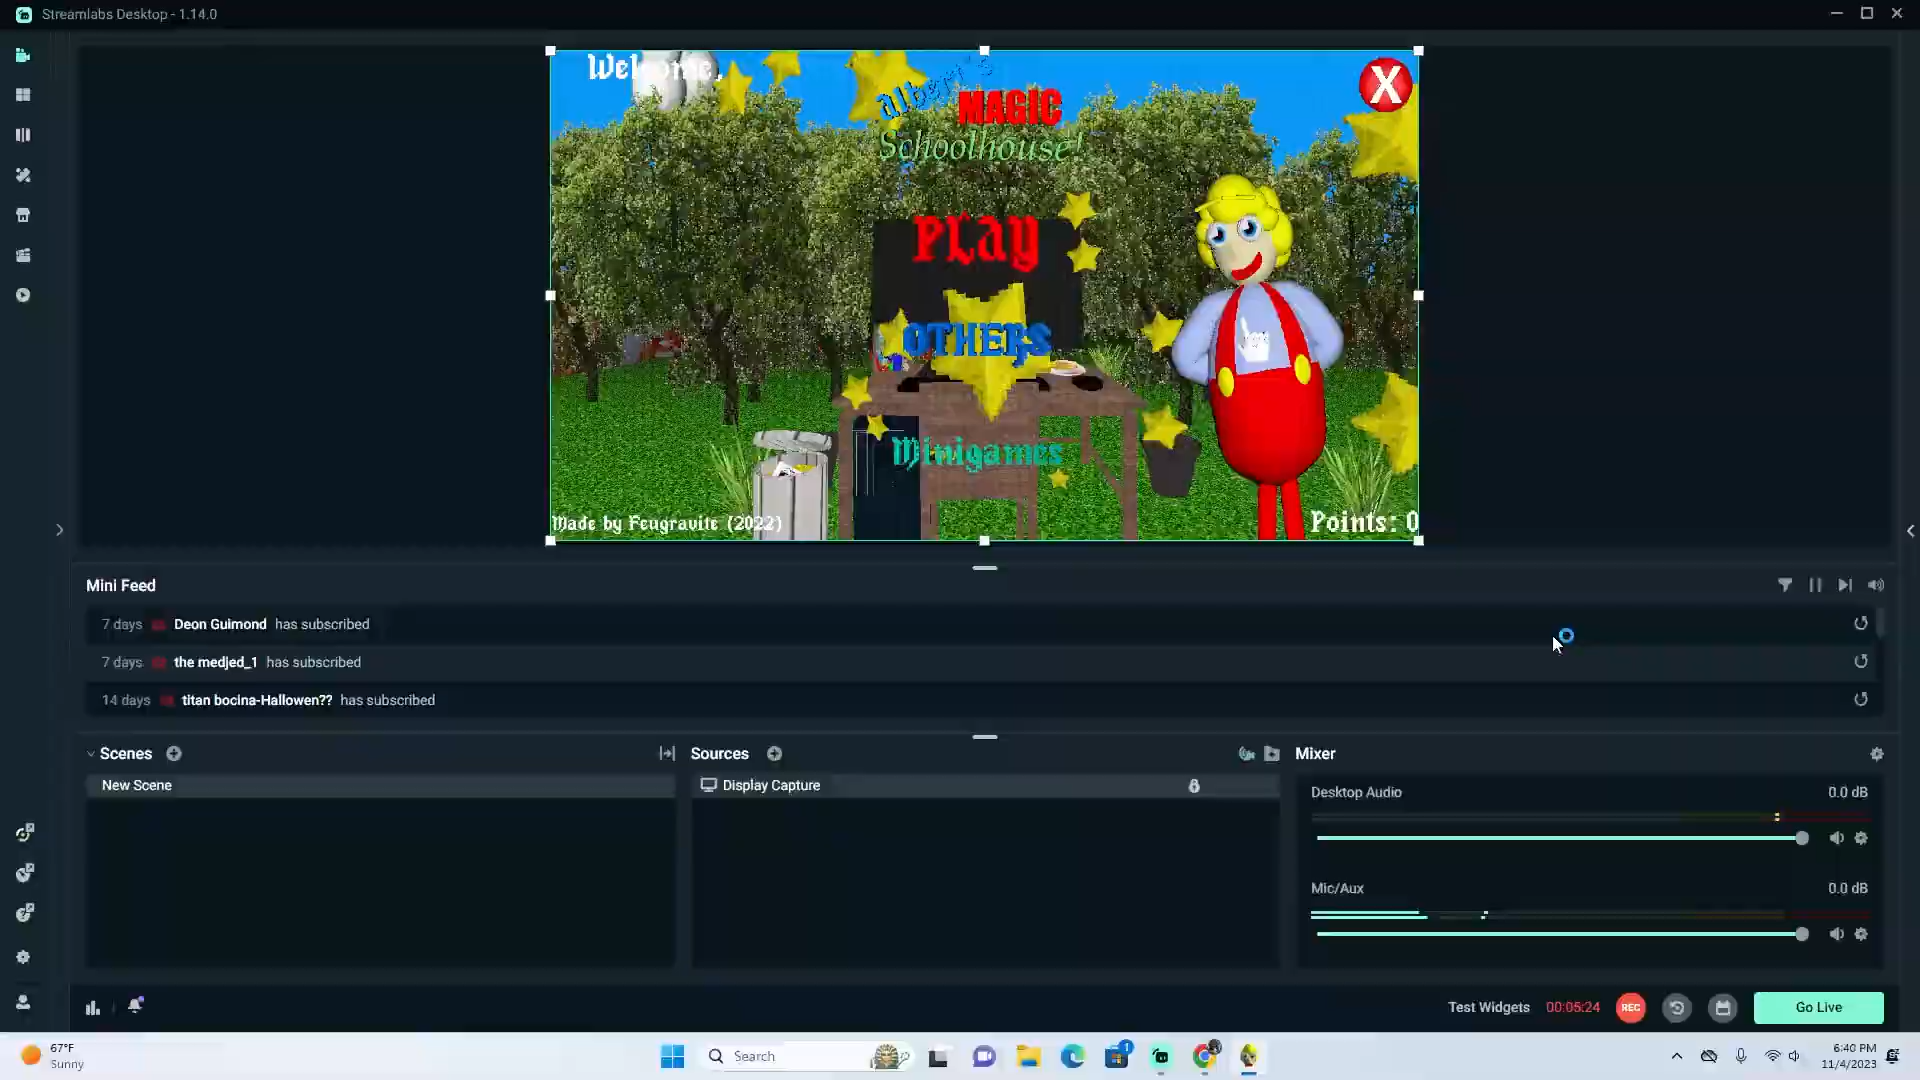 Streamlabs Desktop - 1.14.0
Welcome,
Albert's
MAGIC
Schoolhouse!
X
PLAY
OTHERS
Minigames
Made by Feugravite (2022)
Points: 0
Mini Feed
7 days Deon Guimond has subscribed
7 days the medjed_1 has subscribed
14 days titan bocina-Hallowen?? has subscribed
Scenes
Sources
Mixer
New Scene
Display Capture
Desktop Audio 0.0 dB
Mic/Aux 0.0 dB
Test Widgets 00:05:24 REC Go Live
67°F
Sunny
Search
1
6:40 PM
11/4/2023